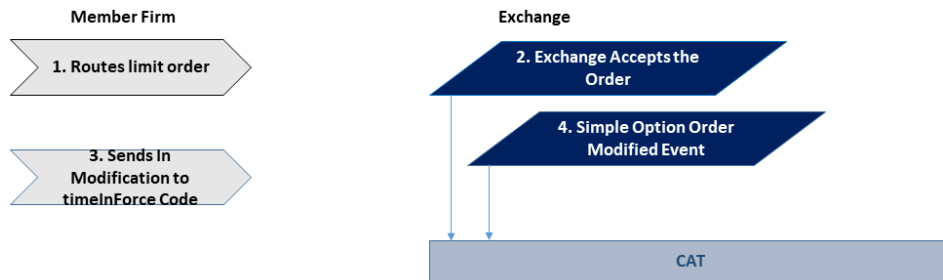 Member Firm
Exchange
1. Routes limit order
2. Exchange Accepts the
Order
3. Sends In
Modification to
timeInForce Code
4. Simple Option Order
Modified Event
CAT